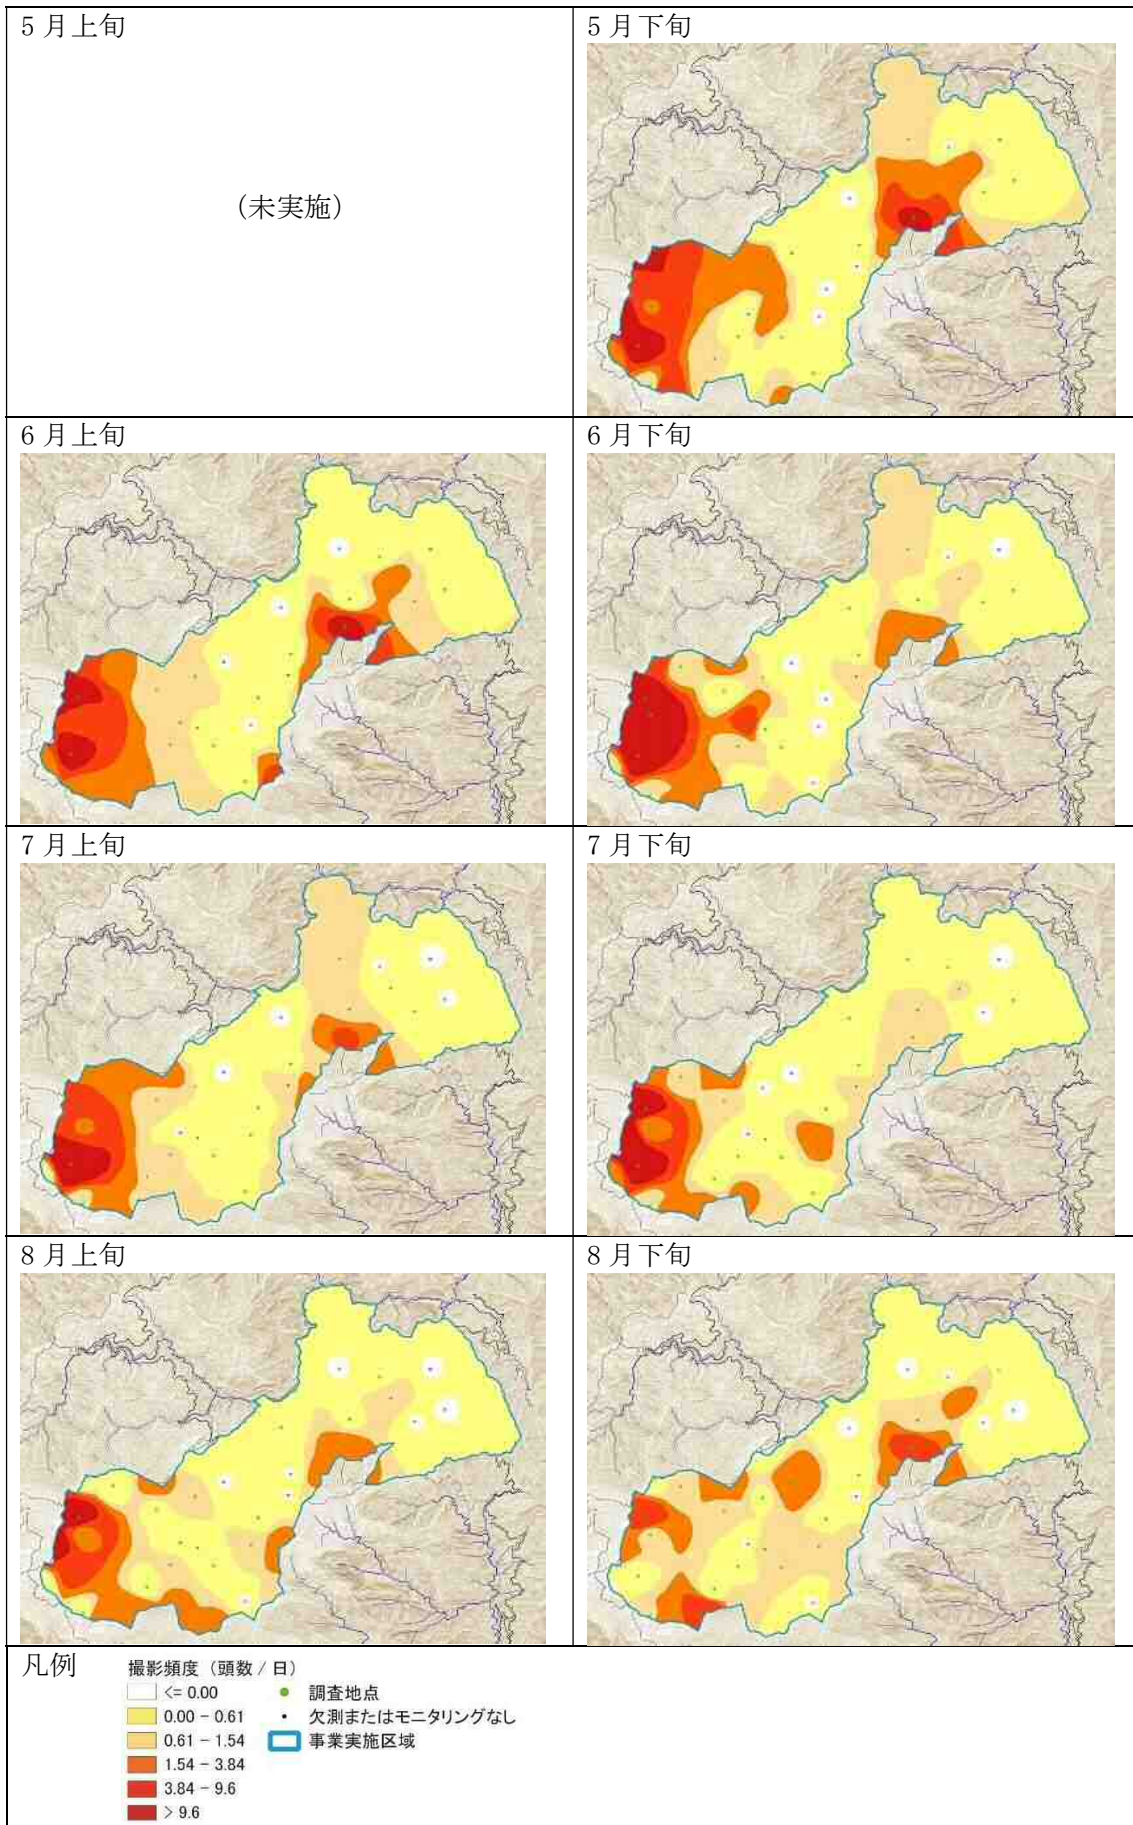 5月上旬
5月下旬
(未実施)
6月上旬
6月下旬
7月上旬
7月下旬
8月上旬
8月下旬
凡例
撮影頻度 (頭数 / 日)
<= 0.00
0.00 - 0.61
0.61 - 1.54
1.54 - 3.84
3.84 - 9.6
> 9.6
調査地点
欠測またはモニタリングなし
事業実施区域